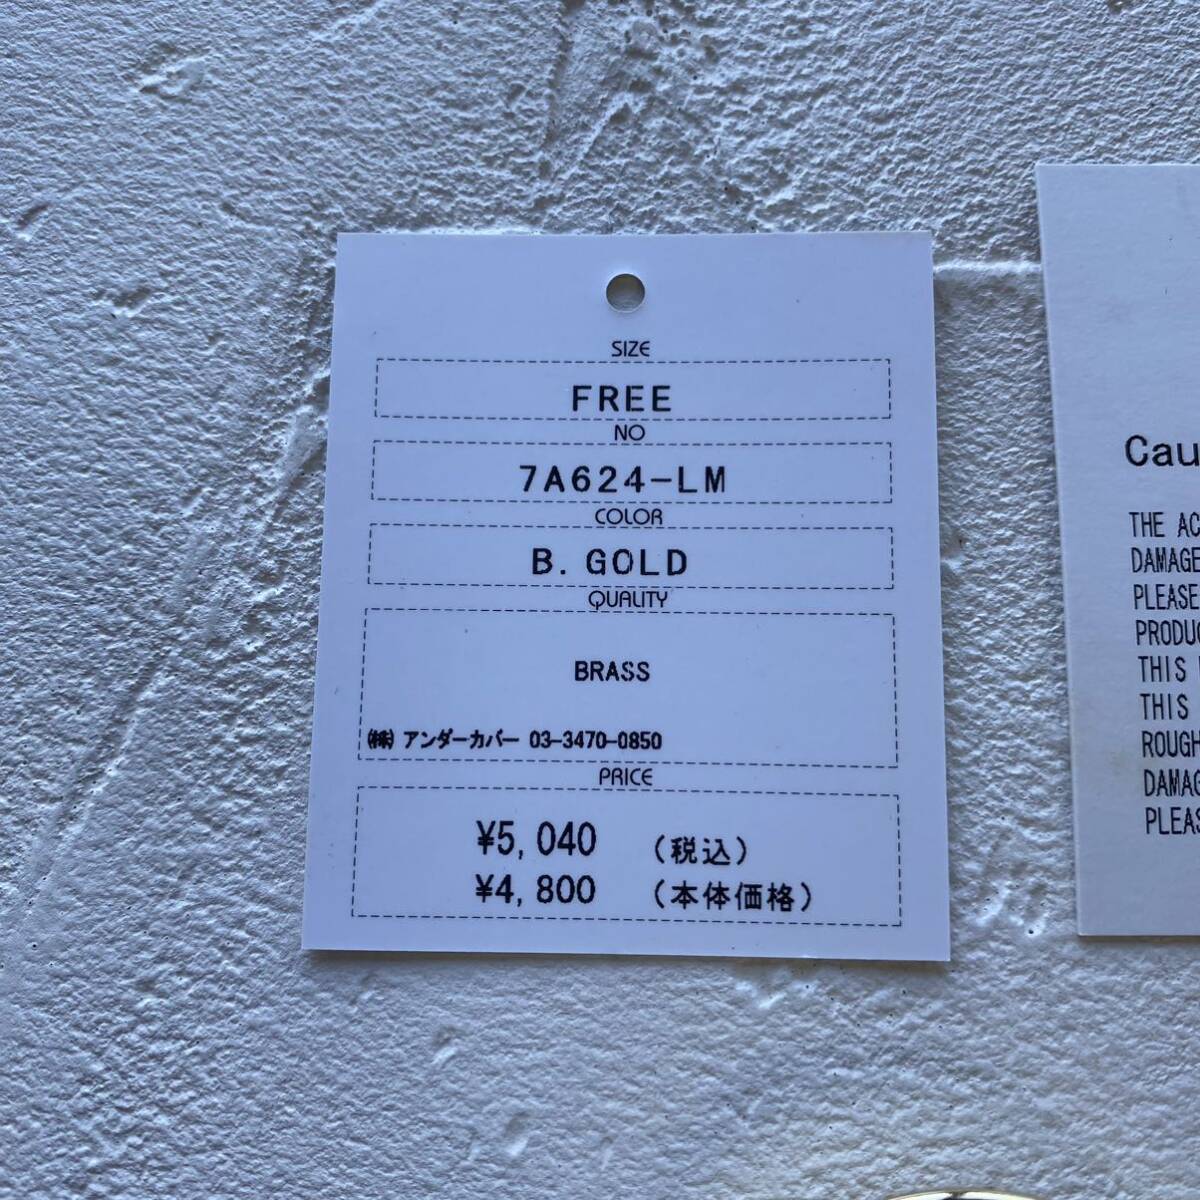 SIZE
FREE
NO
7A624-LM
COLOR
B. GOLD
QUALITY
BRASS
㈱ アンダーカバー 03-3470-0850
PRICE
¥5,040 (税込)
¥4,800 (本体価格)
Cau
THE AC
DAMAGE
PLEASE
PRODUC
THIS
THIS
ROUGH
DAMAG
PLEAS